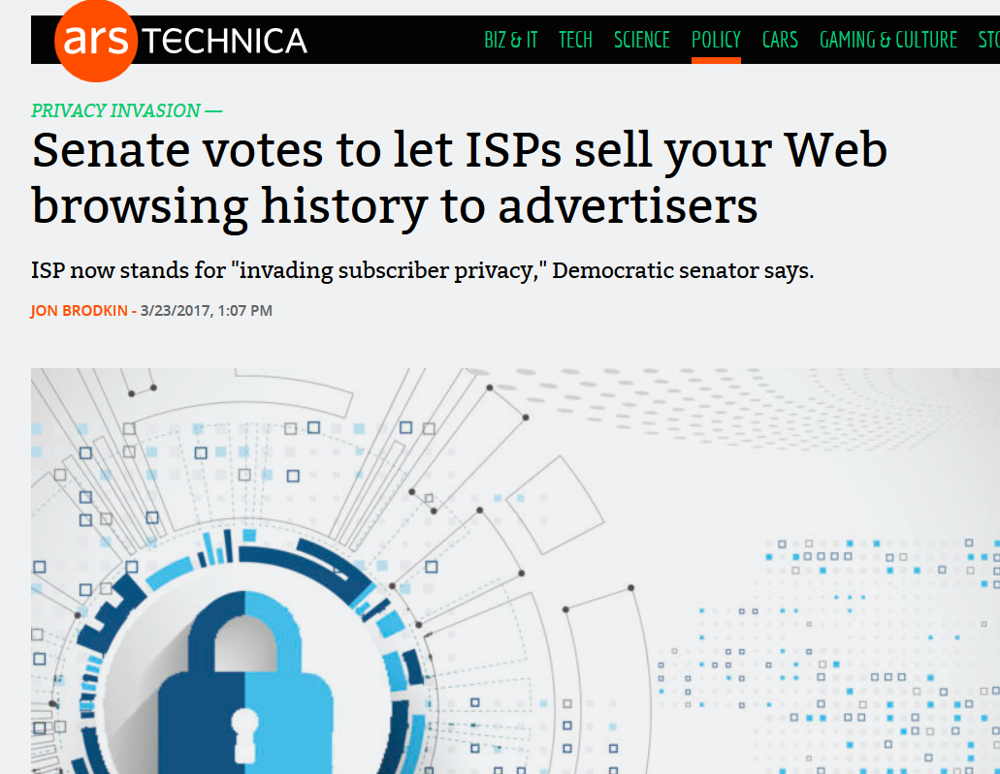 ars TECHNICA
BIZ & IT TECH SCIENCE POLICY CARS GAMING & CULTURE
PRIVACY INVASION —
Senate votes to let ISPs sell your Web
browsing history to advertisers
ISP now stands for "invading subscriber privacy," Democratic senator says.
JON BRODKIN - 3/23/2017, 1:07 PM